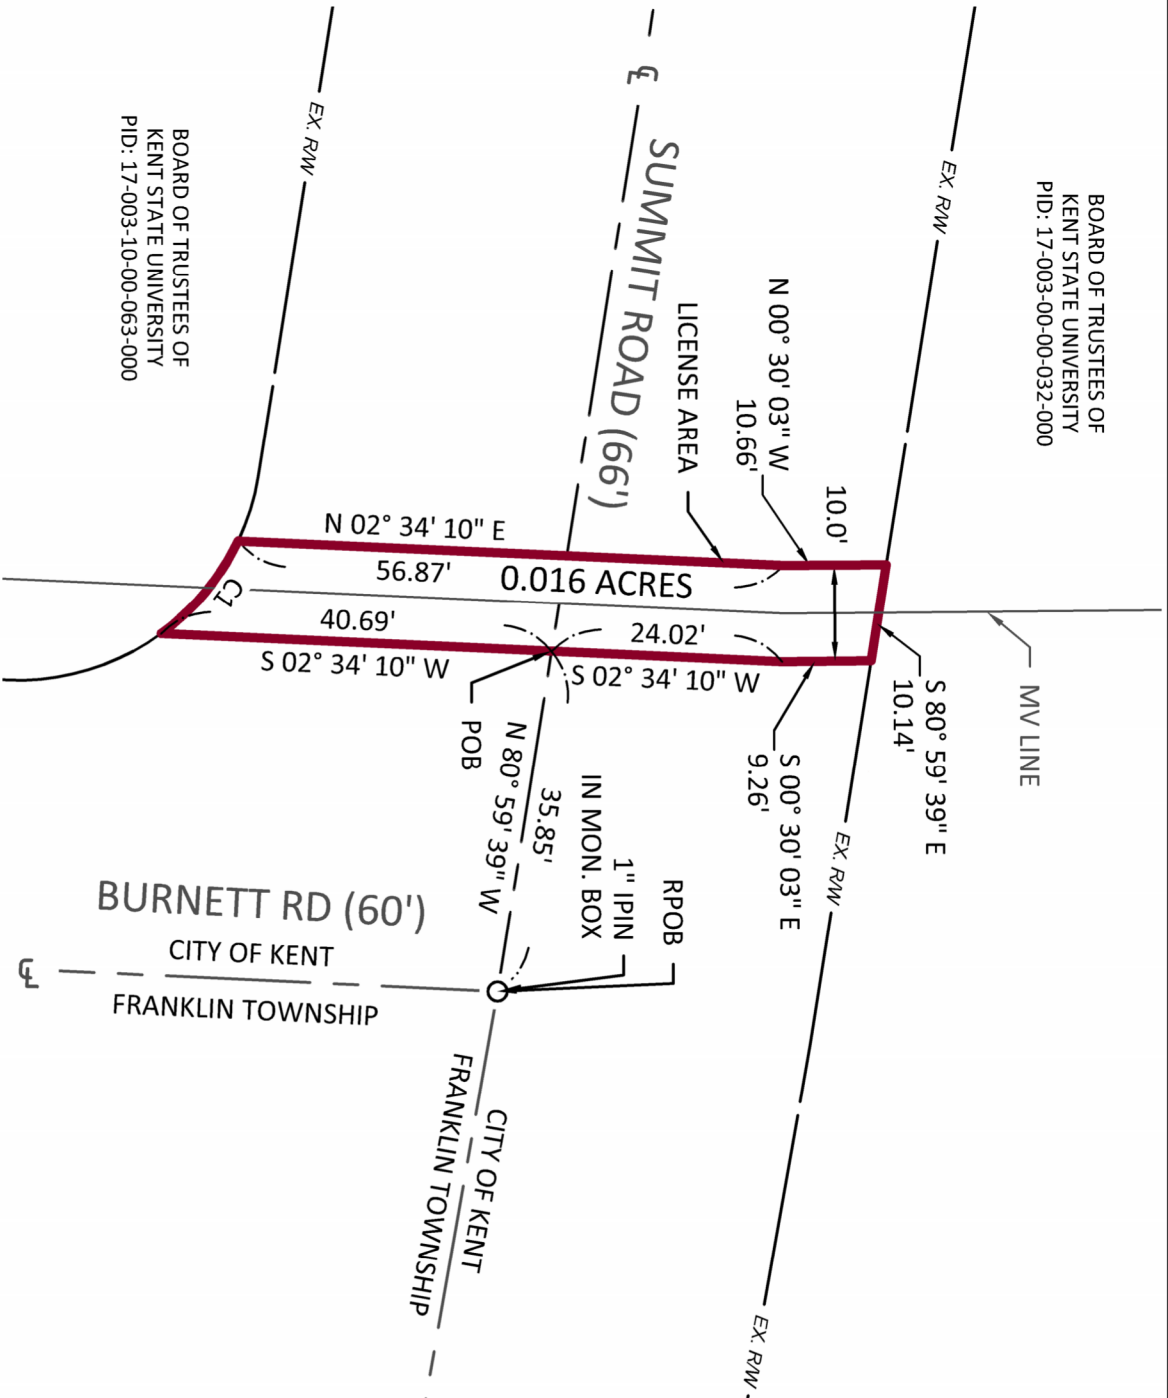 BOARD OF TRUSTEES OF
KENT STATE UNIVERSITY
PID: 17-003-00-00-032-000
EX. R/W
BOARD OF TRUSTEES OF
KENT STATE UNIVERSITY
PID: 17-003-10-00-063-000
EX. R/W
℄
SUMMIT ROAD (66')
LICENSE AREA
N 00° 30' 03" W
10.66'
10.0'
N 02° 34' 10" E
56.87'
0.016 ACRES
C1
40.69'
24.02'
S 02° 34' 10" W
S 02° 34' 10" W
POB
MV LINE
S 80° 59' 39" E
10.14'
S 00° 30' 03" E
9.26'
35.85'
N 80° 59' 39" W
RPOB
1" IPIN
IN MON. BOX
EX. R/W
BURNETT RD (60')
CITY OF KENT
℄
FRANKLIN TOWNSHIP
CITY OF KENT
FRANKLIN TOWNSHIP
EX. R/W